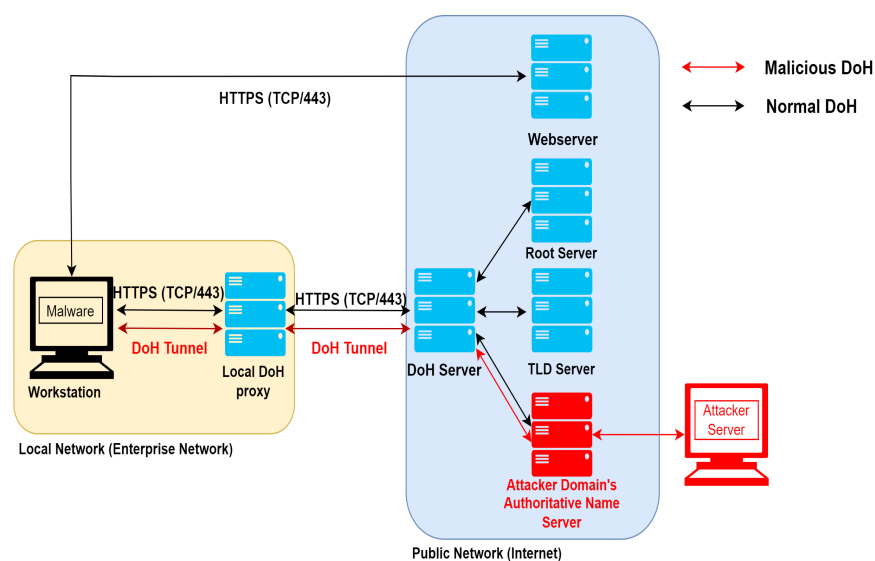 Malicious DoH
Normal DoH
HTTPS (TCP/443)
Webserver
Root Server
HTTPS (TCP/443)
HTTPS (TCP/443)
Malware
DoH Tunnel
DoH Tunnel
Workstation
Local DoH
proxy
DoH Server
TLD Server
Local Network (Enterprise Network)
Attacker
Server
Attacker Domain's
Authoritative Name
Server
Public Network (Internet)